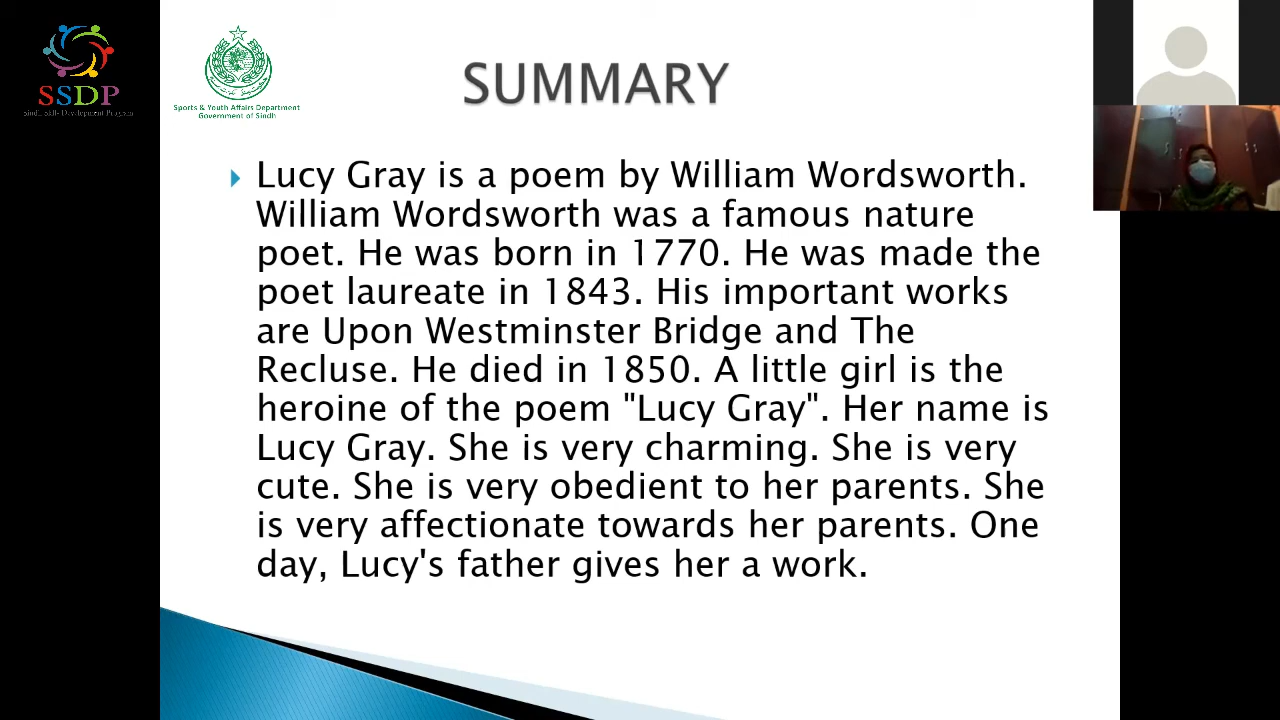 SSDP
Sindh Skills Development Program
Sports & Youth Affairs Department
Government of Sindh
SUMMARY
Lucy Gray is a poem by William Wordsworth.
William Wordsworth was a famous nature
poet. He was born in 1770. He was made the
poet laureate in 1843. His important works
are Upon Westminster Bridge and The
Recluse. He died in 1850. A little girl is the
heroine of the poem "Lucy Gray". Her name is
Lucy Gray. She is very charming. She is very
cute. She is very obedient to her parents. She
is very affectionate towards her parents. One
day, Lucy's father gives her a work.